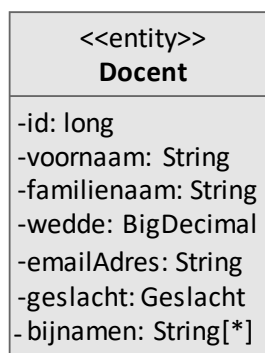 <<entity>>
Docent
-id: long
-voornaam: String
-familienaam: String
-wedde: BigDecimal
-emailAdres: String
-geslacht: Geslacht
-bijnamen: String[*]